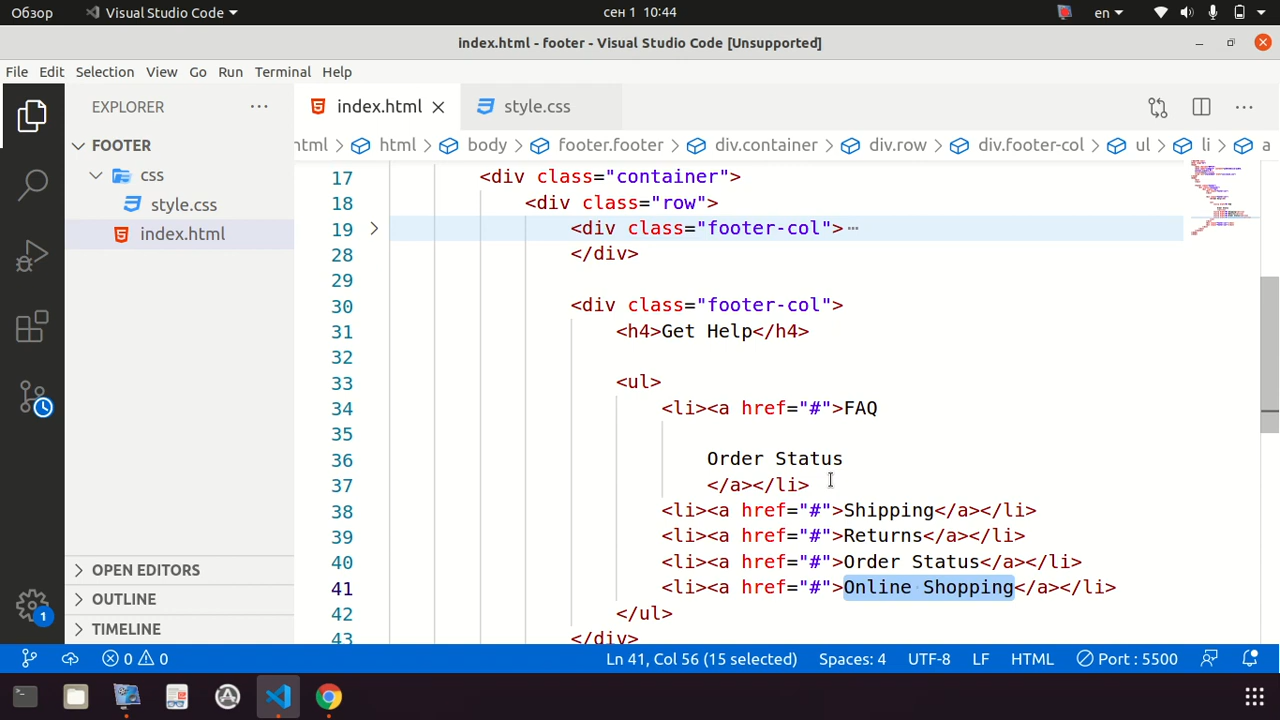 Обзор
Visual Studio Code
сен 1 10:44
en
index.html - footer - Visual Studio Code [Unsupported]
File Edit Selection View Go Run Terminal Help
EXPLORER
FOOTER
css
style.css
index.html
OPEN EDITORS
OUTLINE
TIMELINE
index.html
style.css
html > html > body > footer.footer > div.container > div.row > div.footer-col > ul > li > a
17 <div class="container">
18 <div class="row">
19 <div class="footer-col">
28 </div>
29
30 <div class="footer-col">
31 <h4>Get Help</h4>
32
33 <ul>
34 <li><a href="#">FAQ
35
36 Order Status
37 </a></li>
38 <li><a href="#">Shipping</a></li>
39 <li><a href="#">Returns</a></li>
40 <li><a href="#">Order Status</a></li>
41 <li><a href="#">Online Shopping</a></li>
42 </ul>
43 </div>
1
0 0
Ln 41, Col 56 (15 selected)
Spaces: 4
UTF-8
LF
HTML
Port : 5500